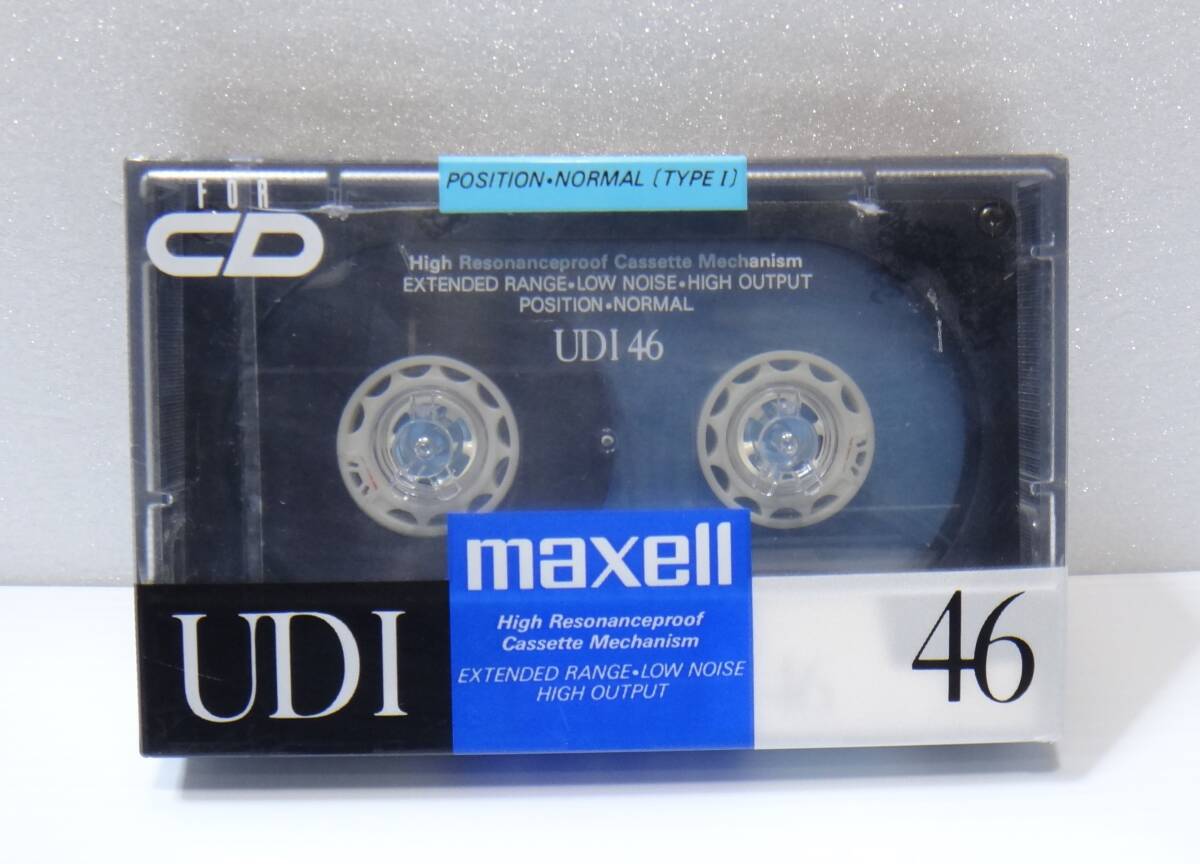 POSITION•NORMAL (TYPE I)
FOR
CD
High Resonanceproof Cassette Mechanism
EXTENDED RANGE•LOW NOISE•HIGH OUTPUT
POSITION•NORMAL
UDI 46
maxell
High Resonanceproof
Cassette Mechanism
EXTENDED RANGE•LOW NOISE
HIGH OUTPUT
UDI
46